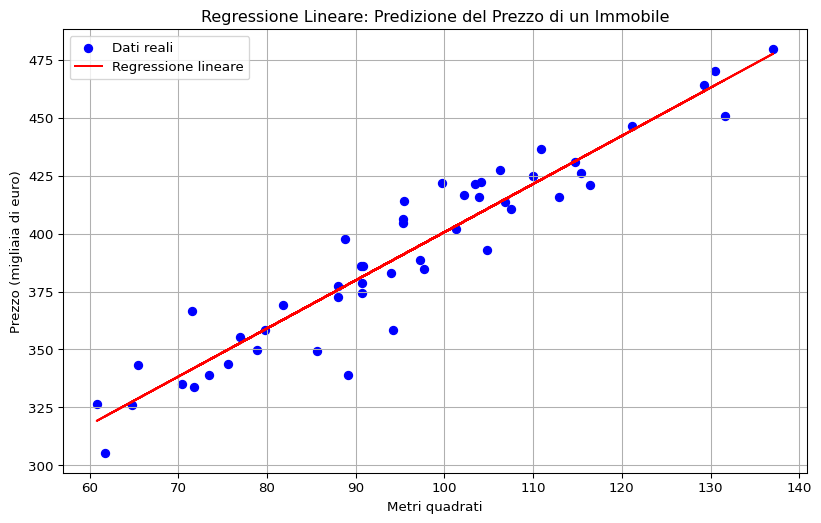 Regressione Lineare: Predizione del Prezzo di un Immobile
Dati reali
Regressione lineare
Prezzo (migliaia di euro)
475
450
425
400
375
350
325
300
60 70 80 90 100 110 120 130 140
Metri quadrati